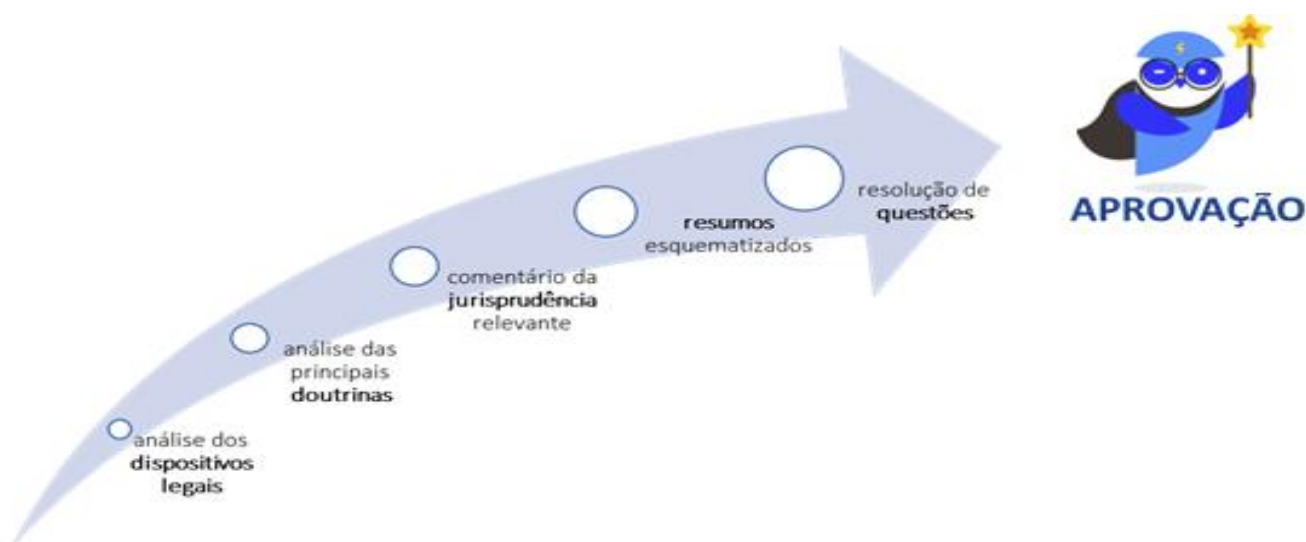 análise dos
dispositivos
legais
análise das
principais
doutrinas
comentário da
jurisprudência
relevante
resumos
esquematizados
resolução de
questões
APROVAÇÃO